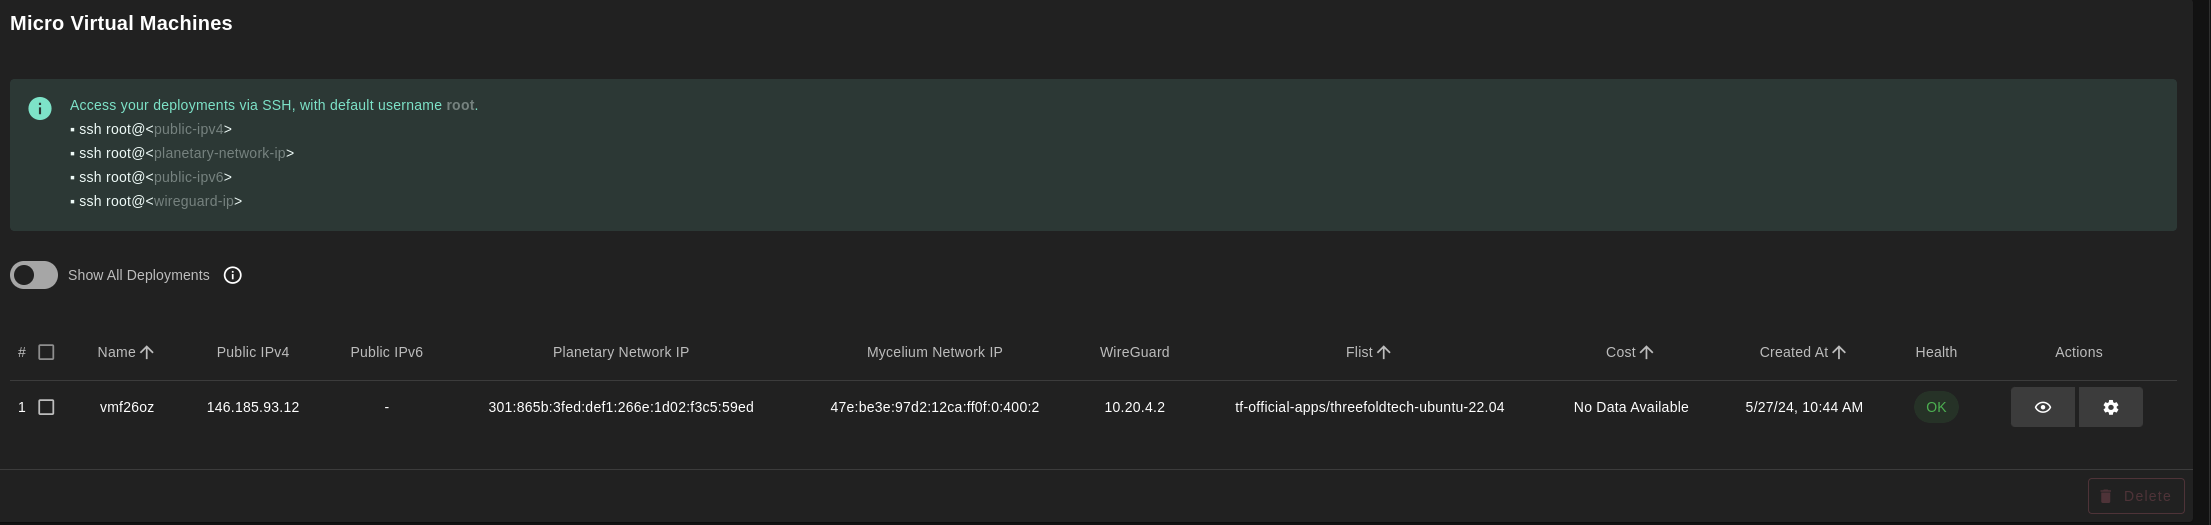 Micro Virtual Machines
Access your deployments via SSH, with default username root.
▪ ssh root@<public-ipv4>
▪ ssh root@<planetary-network-ip>
▪ ssh root@<public-ipv6>
▪ ssh root@<wireguard-ip>
Show All Deployments
# Name Public IPv4 Public IPv6 Planetary Network IP Mycelium Network IP WireGuard Flist Cost Created At Health Actions
1 vmf26oz 146.185.93.12 - 301:865b:3fed:def1:266e:1d02:f3c5:59ed 47e:be3e:97d2:12ca:ff0f:0:400:2 10.20.4.2 tf-official-apps/threefoldtech-ubuntu-22.04 No Data Available 5/27/24, 10:44 AM OK
Delete